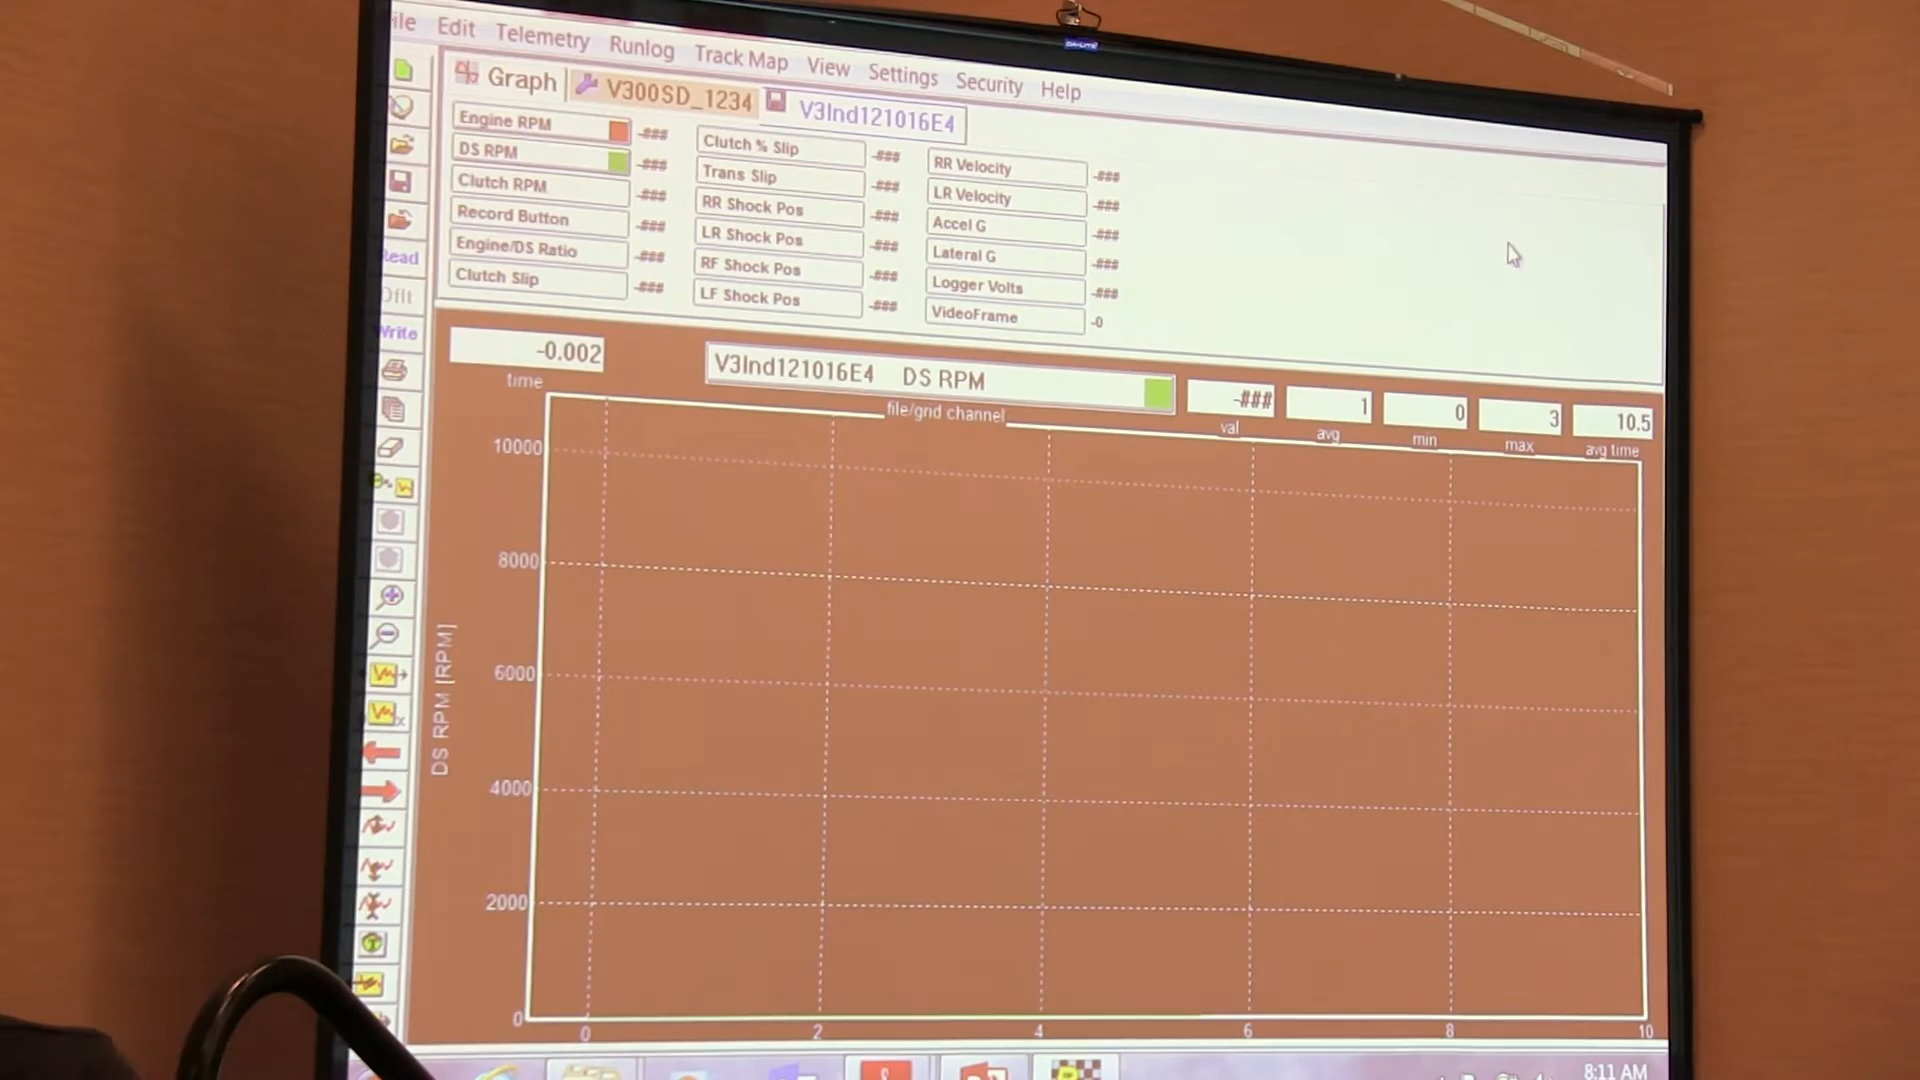 ile Edit Telemetry Runlog Track Map View Settings Security Help
Graph V300SD_1234 V3Ind121016E4
Engine RPM -###
DS RPM -###
Clutch RPM -###
Record Button -###
Engine/DS Ratio -###
Clutch Slip -###
Clutch % Slip -###
Trans Slip -###
RR Shock Pos -###
LR Shock Pos -###
RF Shock Pos -###
LF Shock Pos -###
RR Velocity -###
LR Velocity -###
Accel G -###
Lateral G -###
Logger Volts -###
VideoFrame -0
Read
Dflt
Write
-0.002
time
V3Ind121016E4 DS RPM
file/grid channel
-###
val
1
avg
0
min
3
max
10.5
avg time
DS RPM [RPM]
10000
8000
6000
4000
2000
0
0 2 4 6 8 10
8:11 AM
DA-LITE